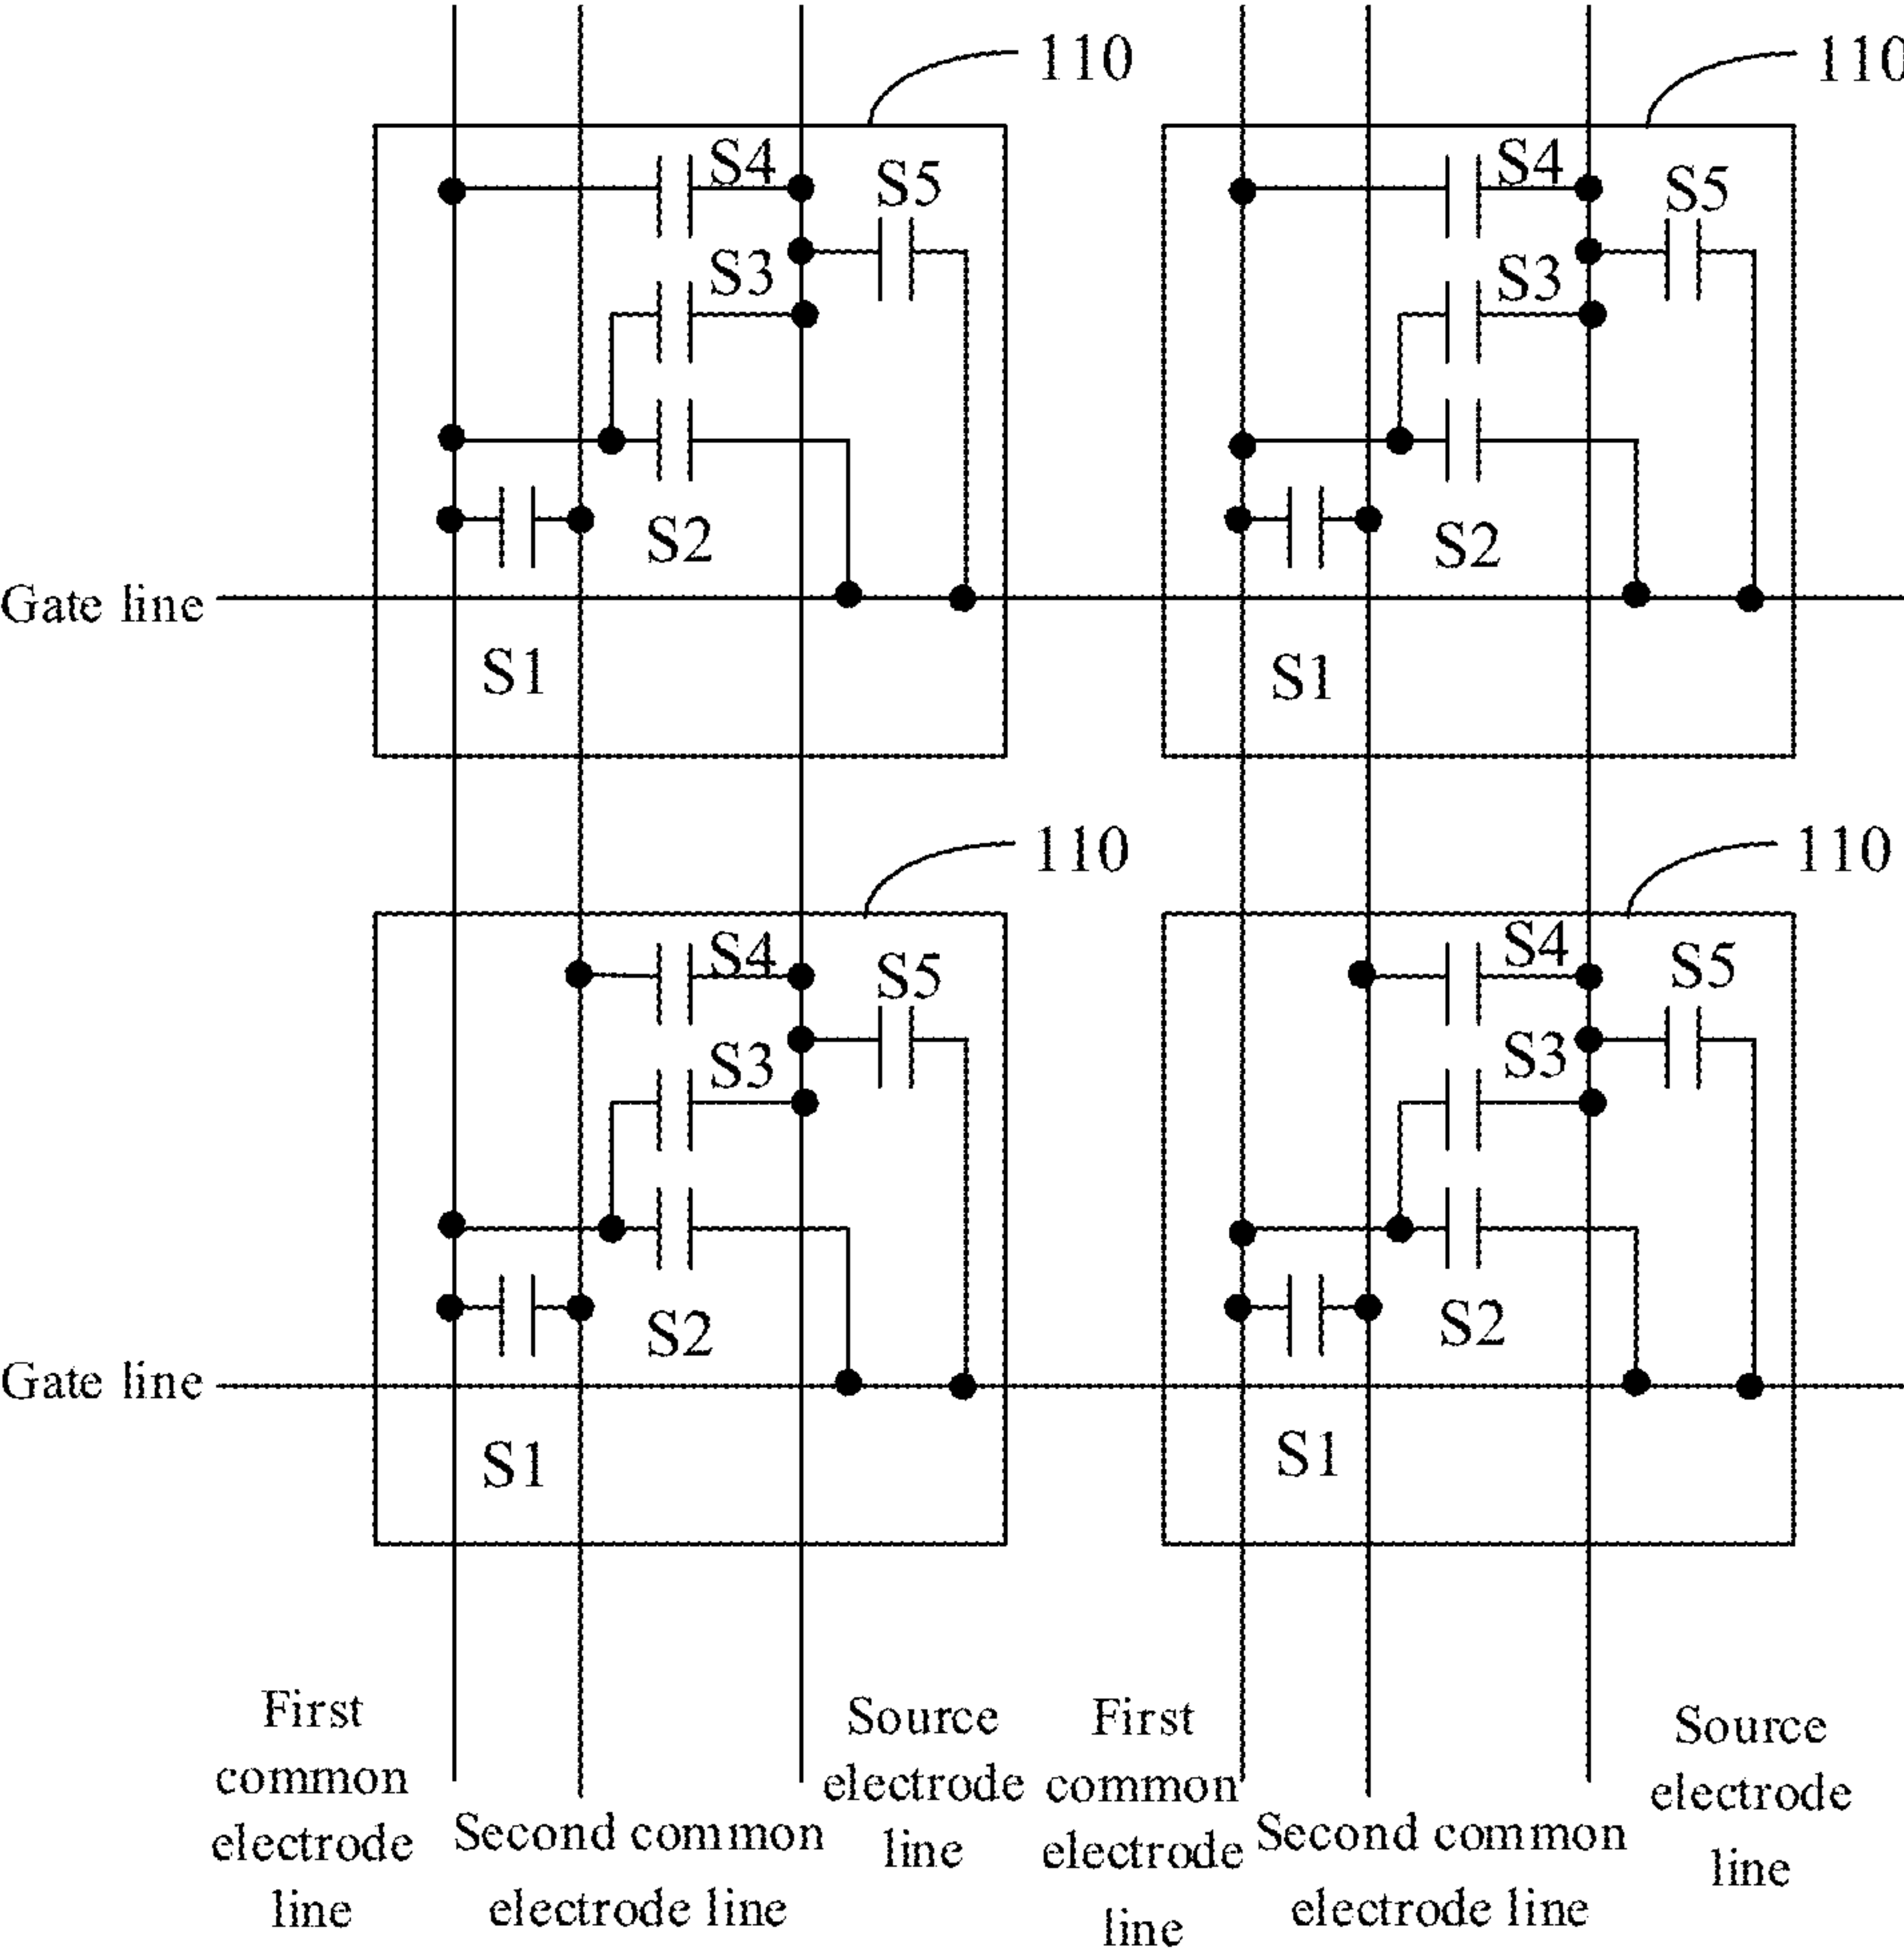 110
110
S4
S5
S4
S5
S3
S3
S2
S2
Gate line
S1
S1
110
110
S4
S5
S4
S5
S3
S3
S2
S2
Gate line
S1
S1
First
common
electrode
line
Second common
electrode line
Source
electrode
line
First
common
electrode
line
Second common
electrode line
Source
electrode
line